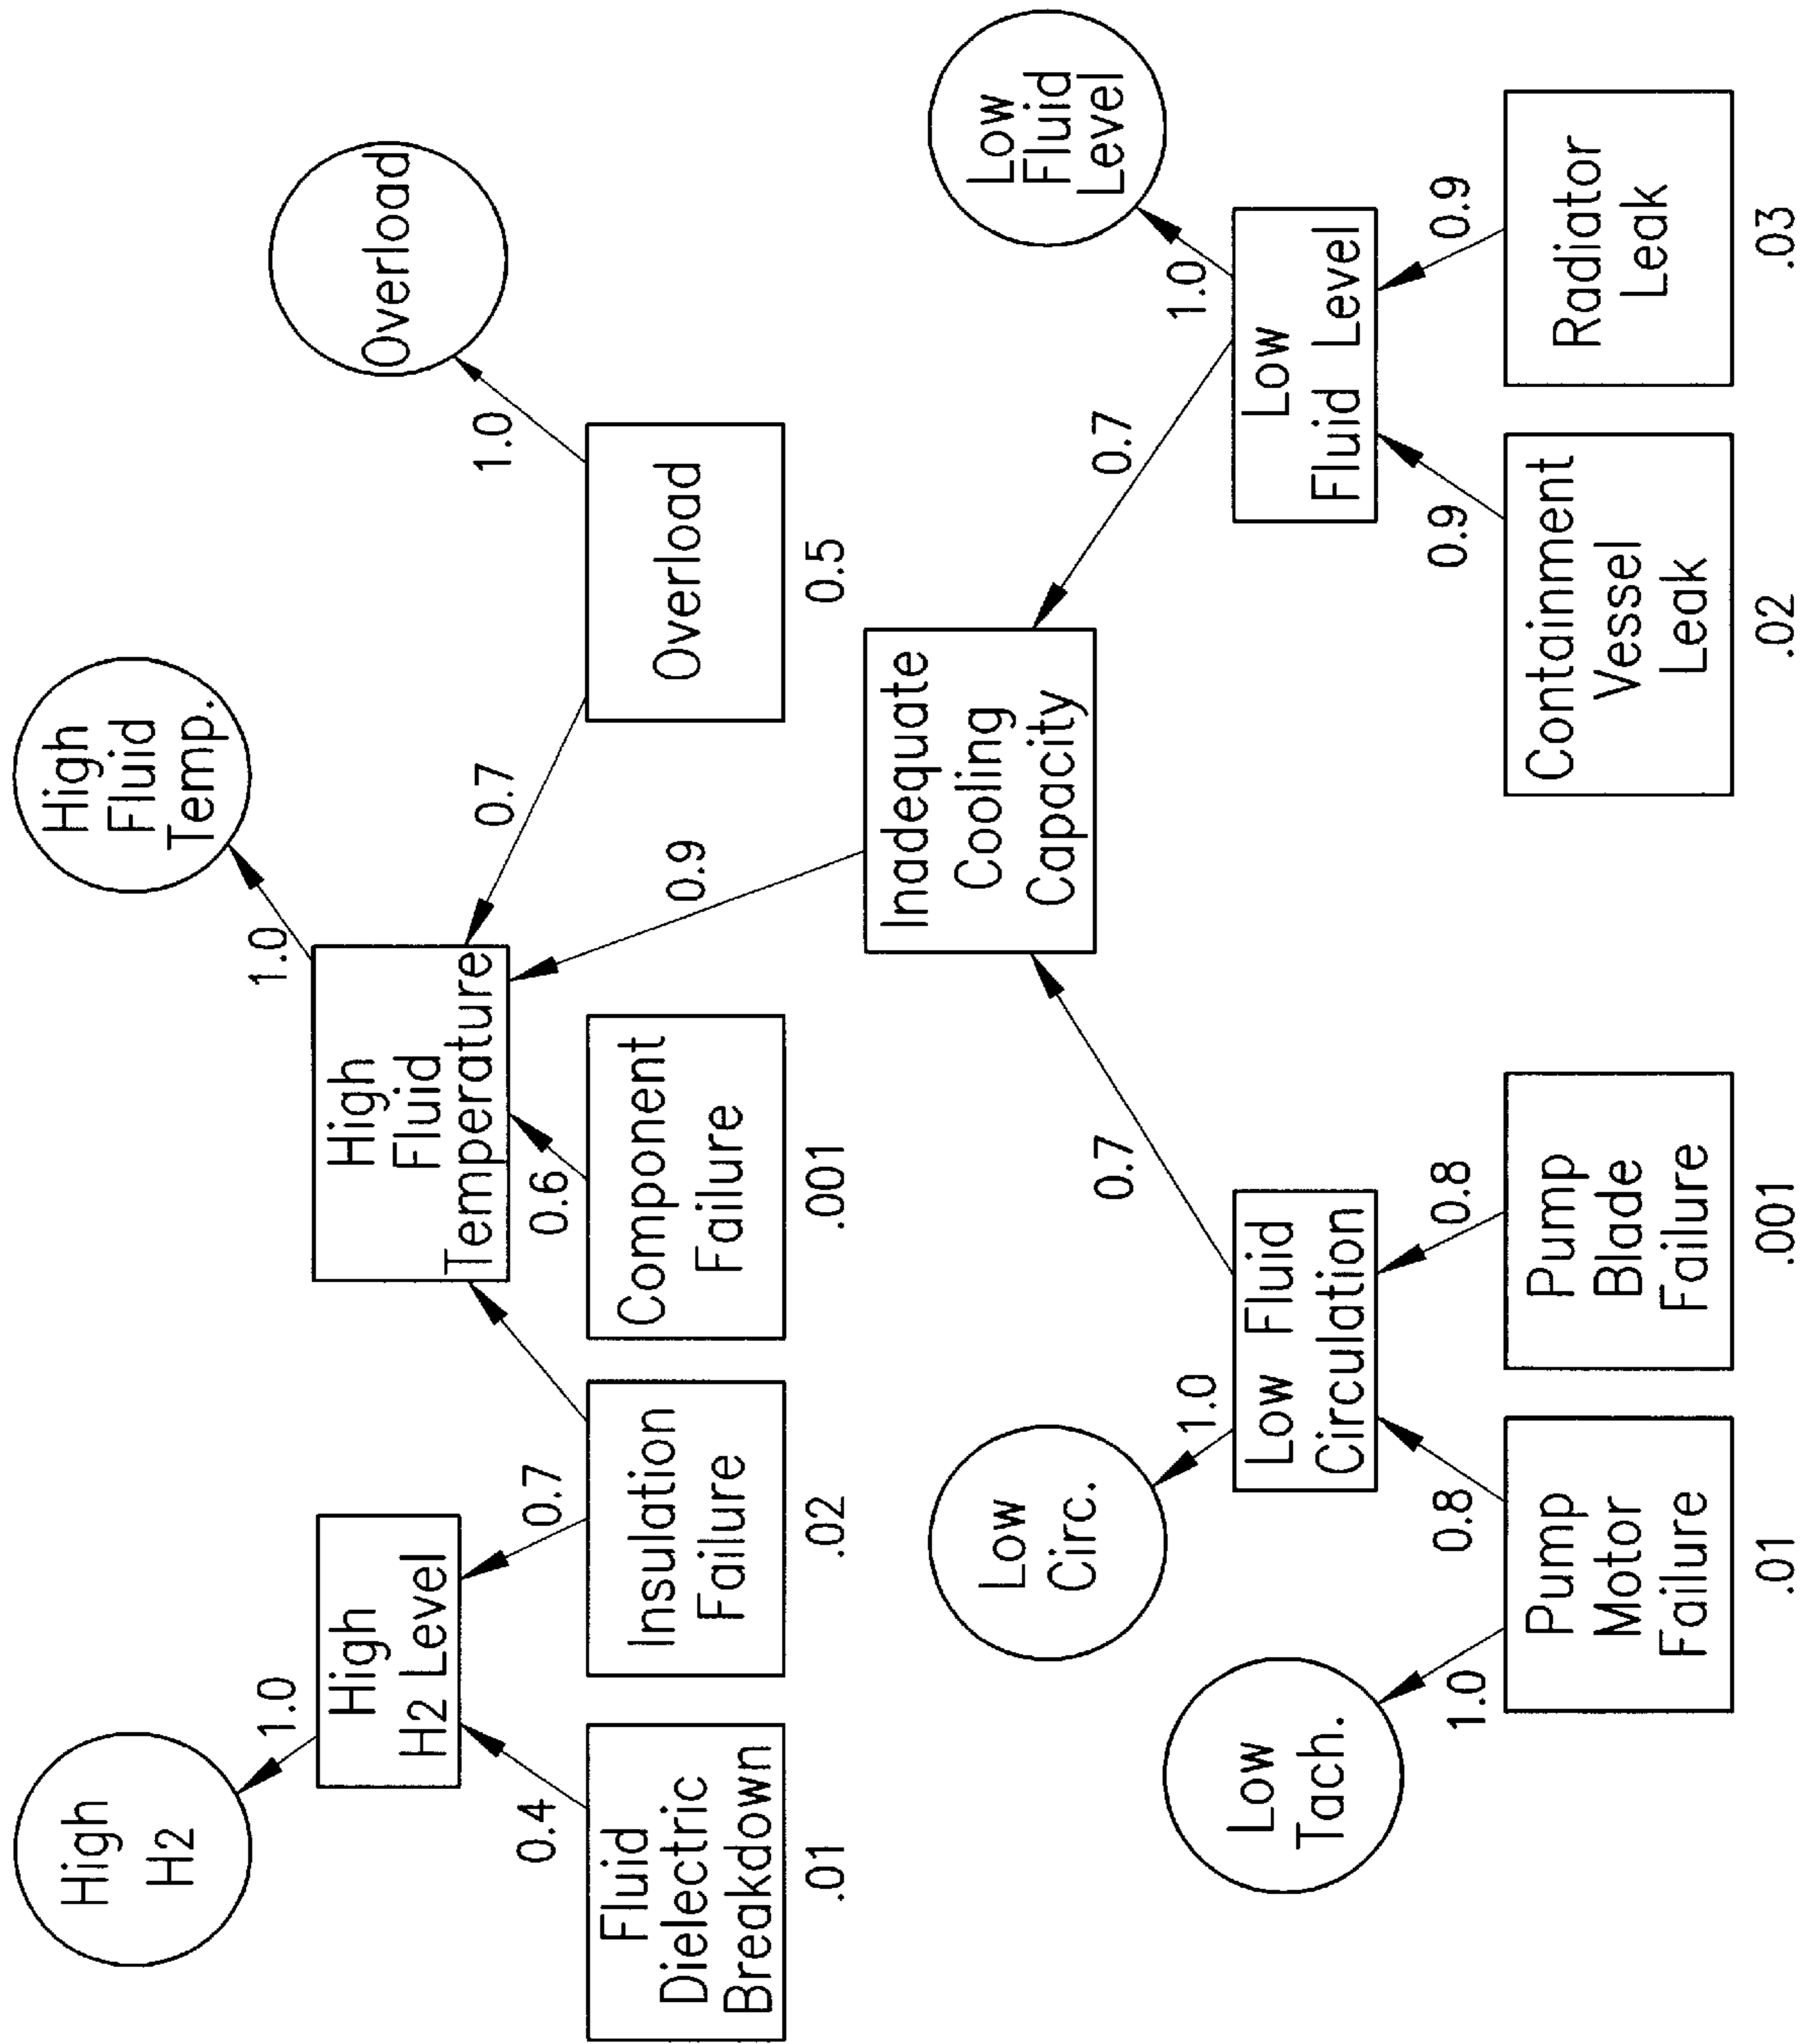 High
H2
1.0
High
H2 Level
0.4
0.7
Fluid
Dielectric
Breakdown
.01
Insulation
Failure
.02
High
Fluid
Temp.
1.0
High
Fluid
Temperature
0.6
0.9
0.7
Component
Failure
.001
Overload
1.0
Overload
0.5
Inadequate
Cooling
Capacity
0.7
0.7
Low
Circ.
1.0
Low Fluid
Circulation
0.8
0.8
Low
Tach.
1.0
Pump
Motor
Failure
.01
Pump
Blade
Failure
.001
Low
Fluid
Level
1.0
Low
Fluid Level
0.9
0.9
Containment
Vessel
Leak
.02
Radiator
Leak
.03